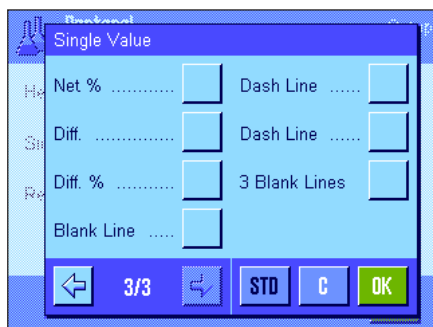 Single Value
Net % ............
Dash Line ......
Diff. ...............
Dash Line ......
Diff. % ...........
3 Blank Lines
Blank Line .....
3/3
STD
C
OK